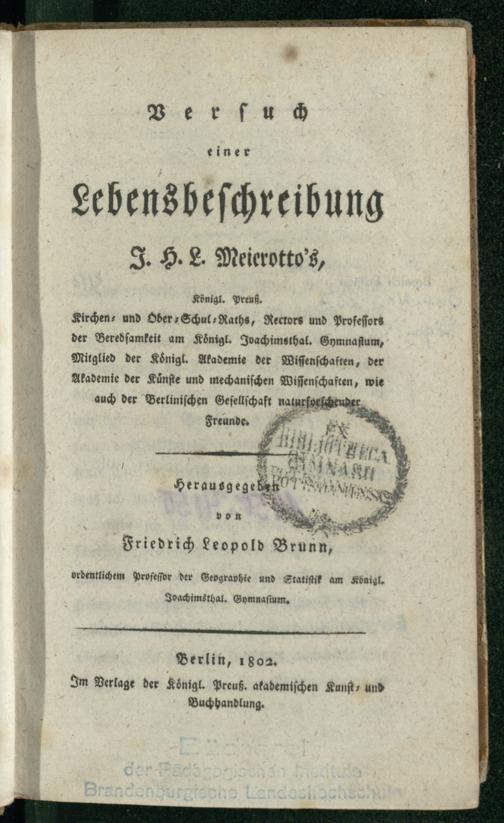 Versuch
einer
Lebensbeschreibung
J. H. L. Meierotto's,
Königl. Preuß.
Kirchen- und Ober-Schul-Raths, Rectors und Professors
der Beredsamkeit am Königl. Joachimsthal. Gymnasium,
Mitglied der Königl. Akademie der Wissenschaften, der
Akademie der Künste und mechanischen Wissenschaften, wie
auch der Berlinischen Gesellschaft naturforschender
Freunde.
EX
BIBLIOTHECA
GYMNASII
POTSDAMIENSIS
Herausgegeben
von
Friedrich Leopold Brunn,
ordentlichem Professor der Geographie und Statistik am Königl.
Joachimsthal. Gymnasium.
Berlin, 1802.
Im Verlage der Königl. Preuß. akademischen Kunst- und
Buchhandlung.
der Pädagogischen Institute
Brandenburgische Landeshochschule